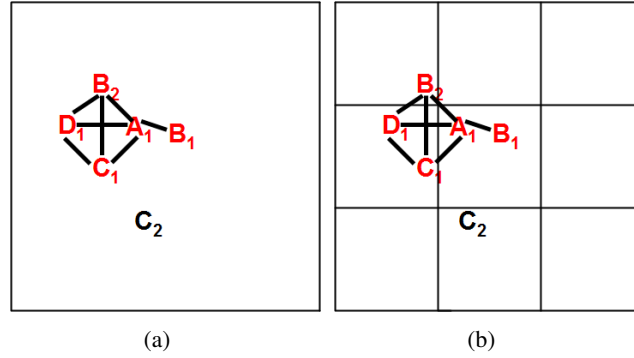 B₂
D₁ A₁ B₁
C₁
C₂
(a)
B₂
D₁ A₁ B₁
C₁
C₂
(b)